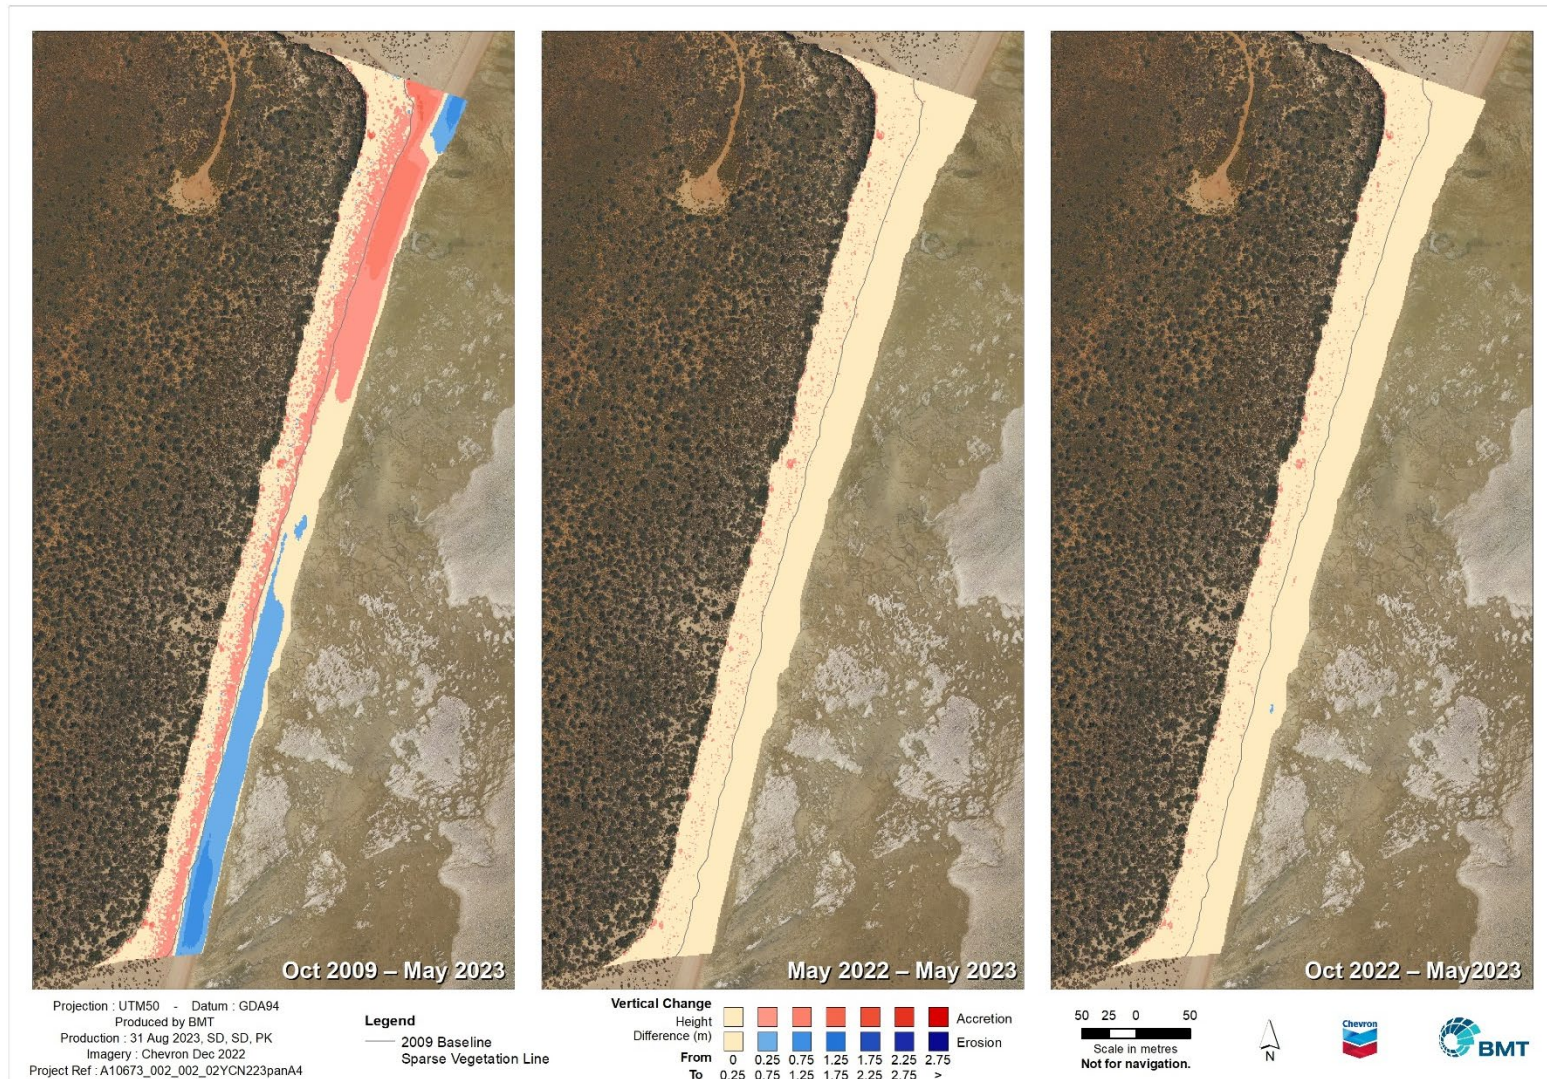 Oct 2009 – May 2023
May 2022 – May 2023
Oct 2022 – May2023
Projection : UTM50 - Datum : GDA94
Produced by BMT
Production : 31 Aug 2023, SD, SD, PK
Imagery : Chevron Dec 2022
Project Ref : A10673_002_002_02YCN223panA4
Legend
2009 Baseline
Sparse Vegetation Line
Vertical Change
Height
Difference (m)
Accretion
Erosion
From 0 0.25 0.75 1.25 1.75 2.25 2.75
To 0.25 0.75 1.25 1.75 2.25 2.75 >
50 25 0 50
Scale in metres
Not for navigation.
N
Chevron
BMT